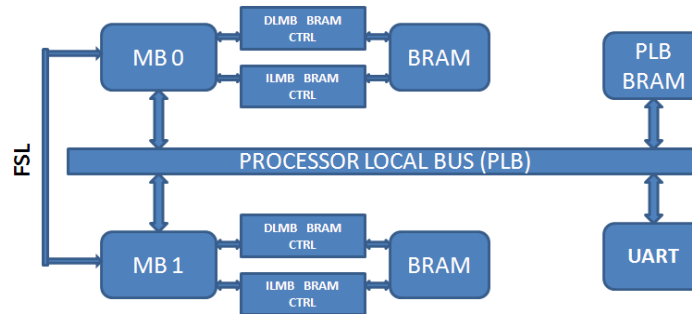 DLMB BRAM
CTRL
MB 0
BRAM
ILMB BRAM
CTRL
PLB
BRAM
FSL
PROCESSOR LOCAL BUS (PLB)
DLMB BRAM
CTRL
MB 1
BRAM
ILMB BRAM
CTRL
UART